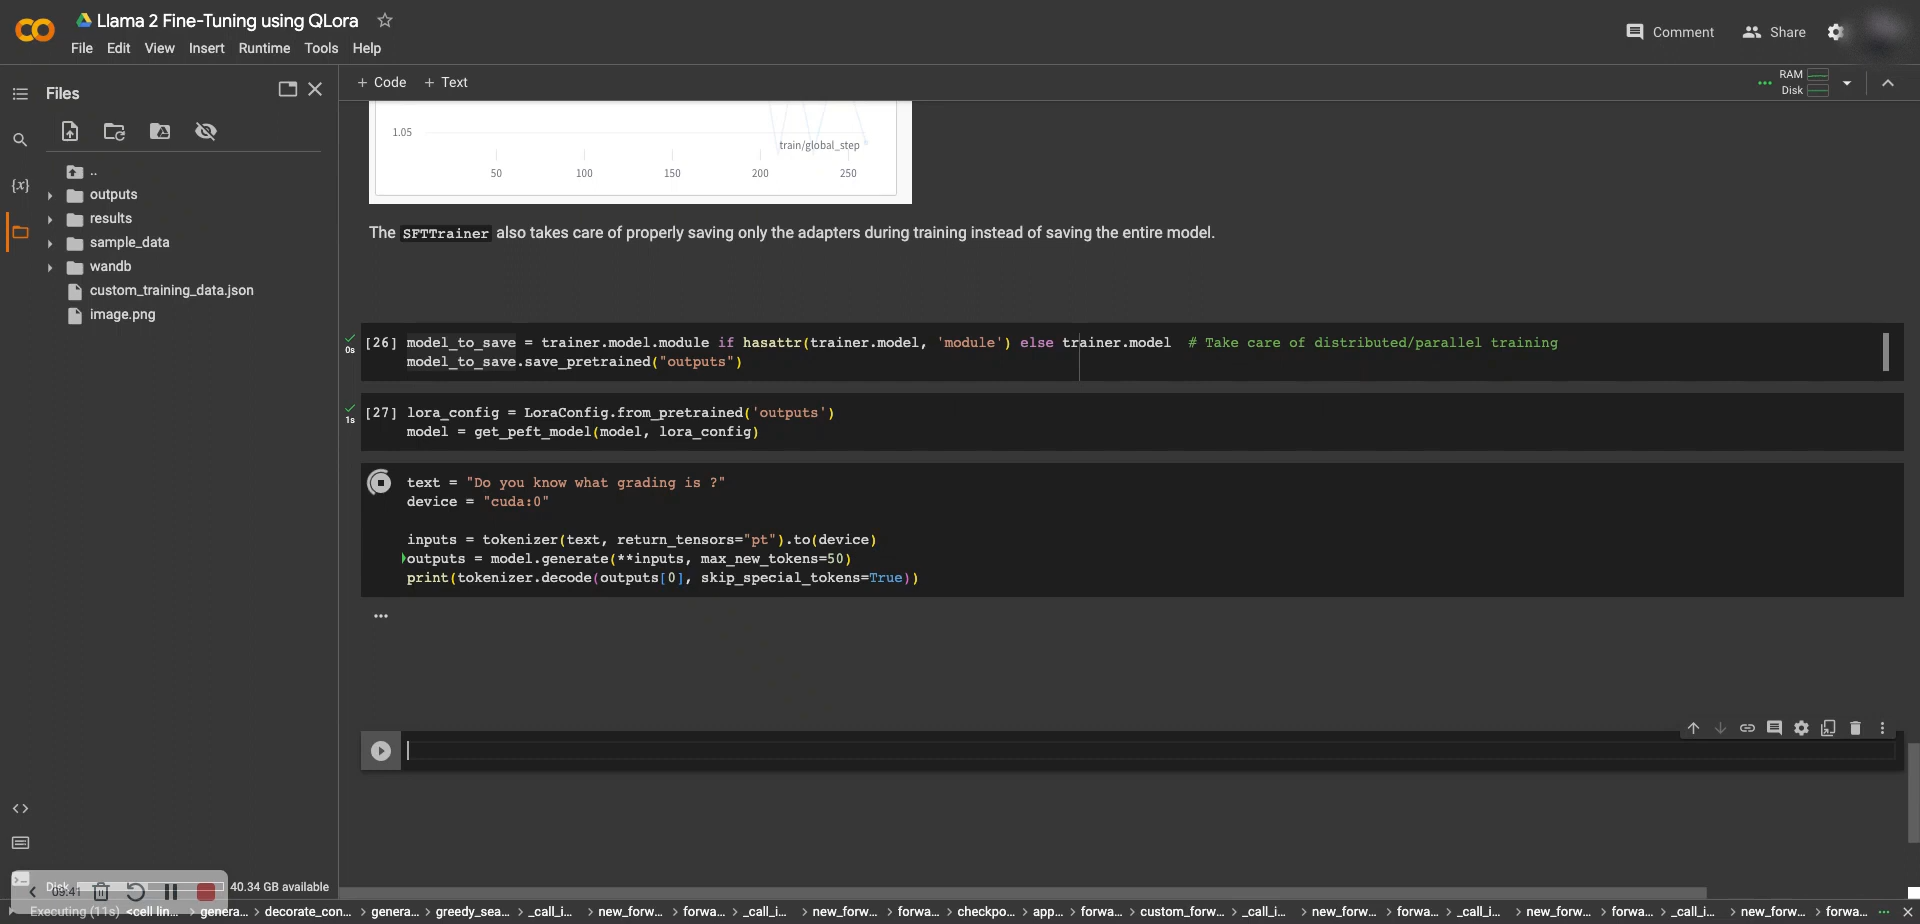 Llama 2 Fine-Tuning using QLora
File Edit View Insert Runtime Tools Help
Comment Share
Files
+ Code + Text
RAM
Disk
{x}
..
outputs
results
sample_data
wandb
custom_training_data.json
image.png
1.05
train/global_step
50 100 150 200 250
The SFTTrainer also takes care of properly saving only the adapters during training instead of saving the entire model.
0s
[26] model_to_save = trainer.model.module if hasattr(trainer.model, 'module') else trainer.model # Take care of distributed/parallel training
model_to_save.save_pretrained("outputs")
1s
[27] lora_config = LoraConfig.from_pretrained('outputs')
model = get_peft_model(model, lora_config)
text = "Do you know what grading is ?"
device = "cuda:0"
inputs = tokenizer(text, return_tensors="pt").to(device)
outputs = model.generate(**inputs, max_new_tokens=50)
print(tokenizer.decode(outputs[0], skip_special_tokens=True))
...
Disk
09:41
40.34 GB available
Executing (11s) <cell lin... > genera... > decorate_con... > genera... > greedy_sea... > _call_i... > new_forw... > forwa... > _call_i... > new_forw... > forwa... > checkpo... > app... > forwa... > custom_forw... > _call_i... > new_forw... > forwa... > _call_i... > new_forw... > forwa... > _call_i... > new_forw... > forwa... ...